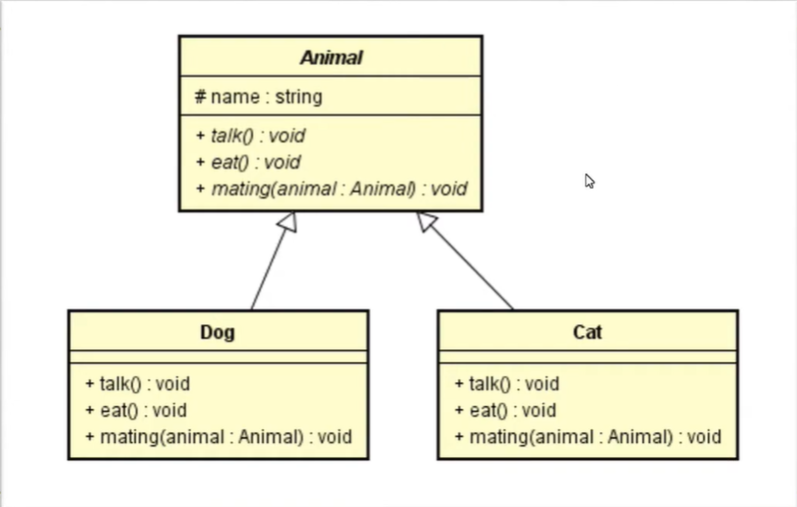 Animal
# name : string
+ talk() : void
+ eat() : void
+ mating(animal : Animal) : void
Dog
+ talk() : void
+ eat() : void
+ mating(animal : Animal) : void
Cat
+ talk() : void
+ eat() : void
+ mating(animal : Animal) : void